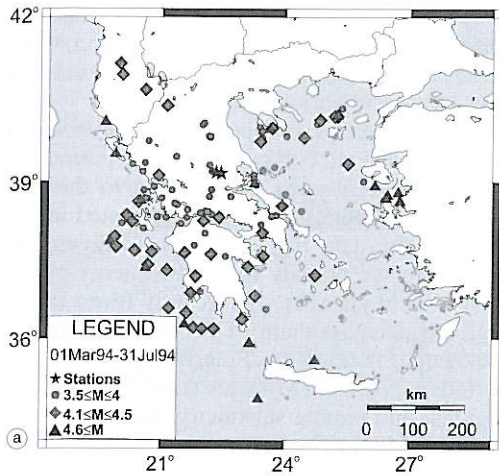 42°
39°
36°
LEGEND
01Mar94-31Jul94
Stations
3.5≤M≤4
4.1≤M≤4.5
4.6≤M
a
km
0 100 200
21° 24° 27°